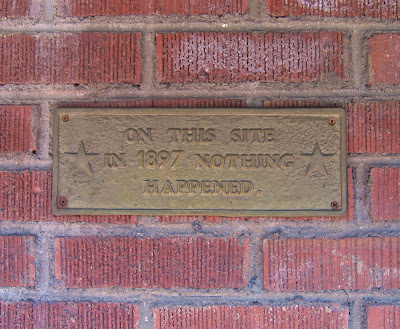 ON THIS SITE
IN 1897 NOTHING
HAPPENED.